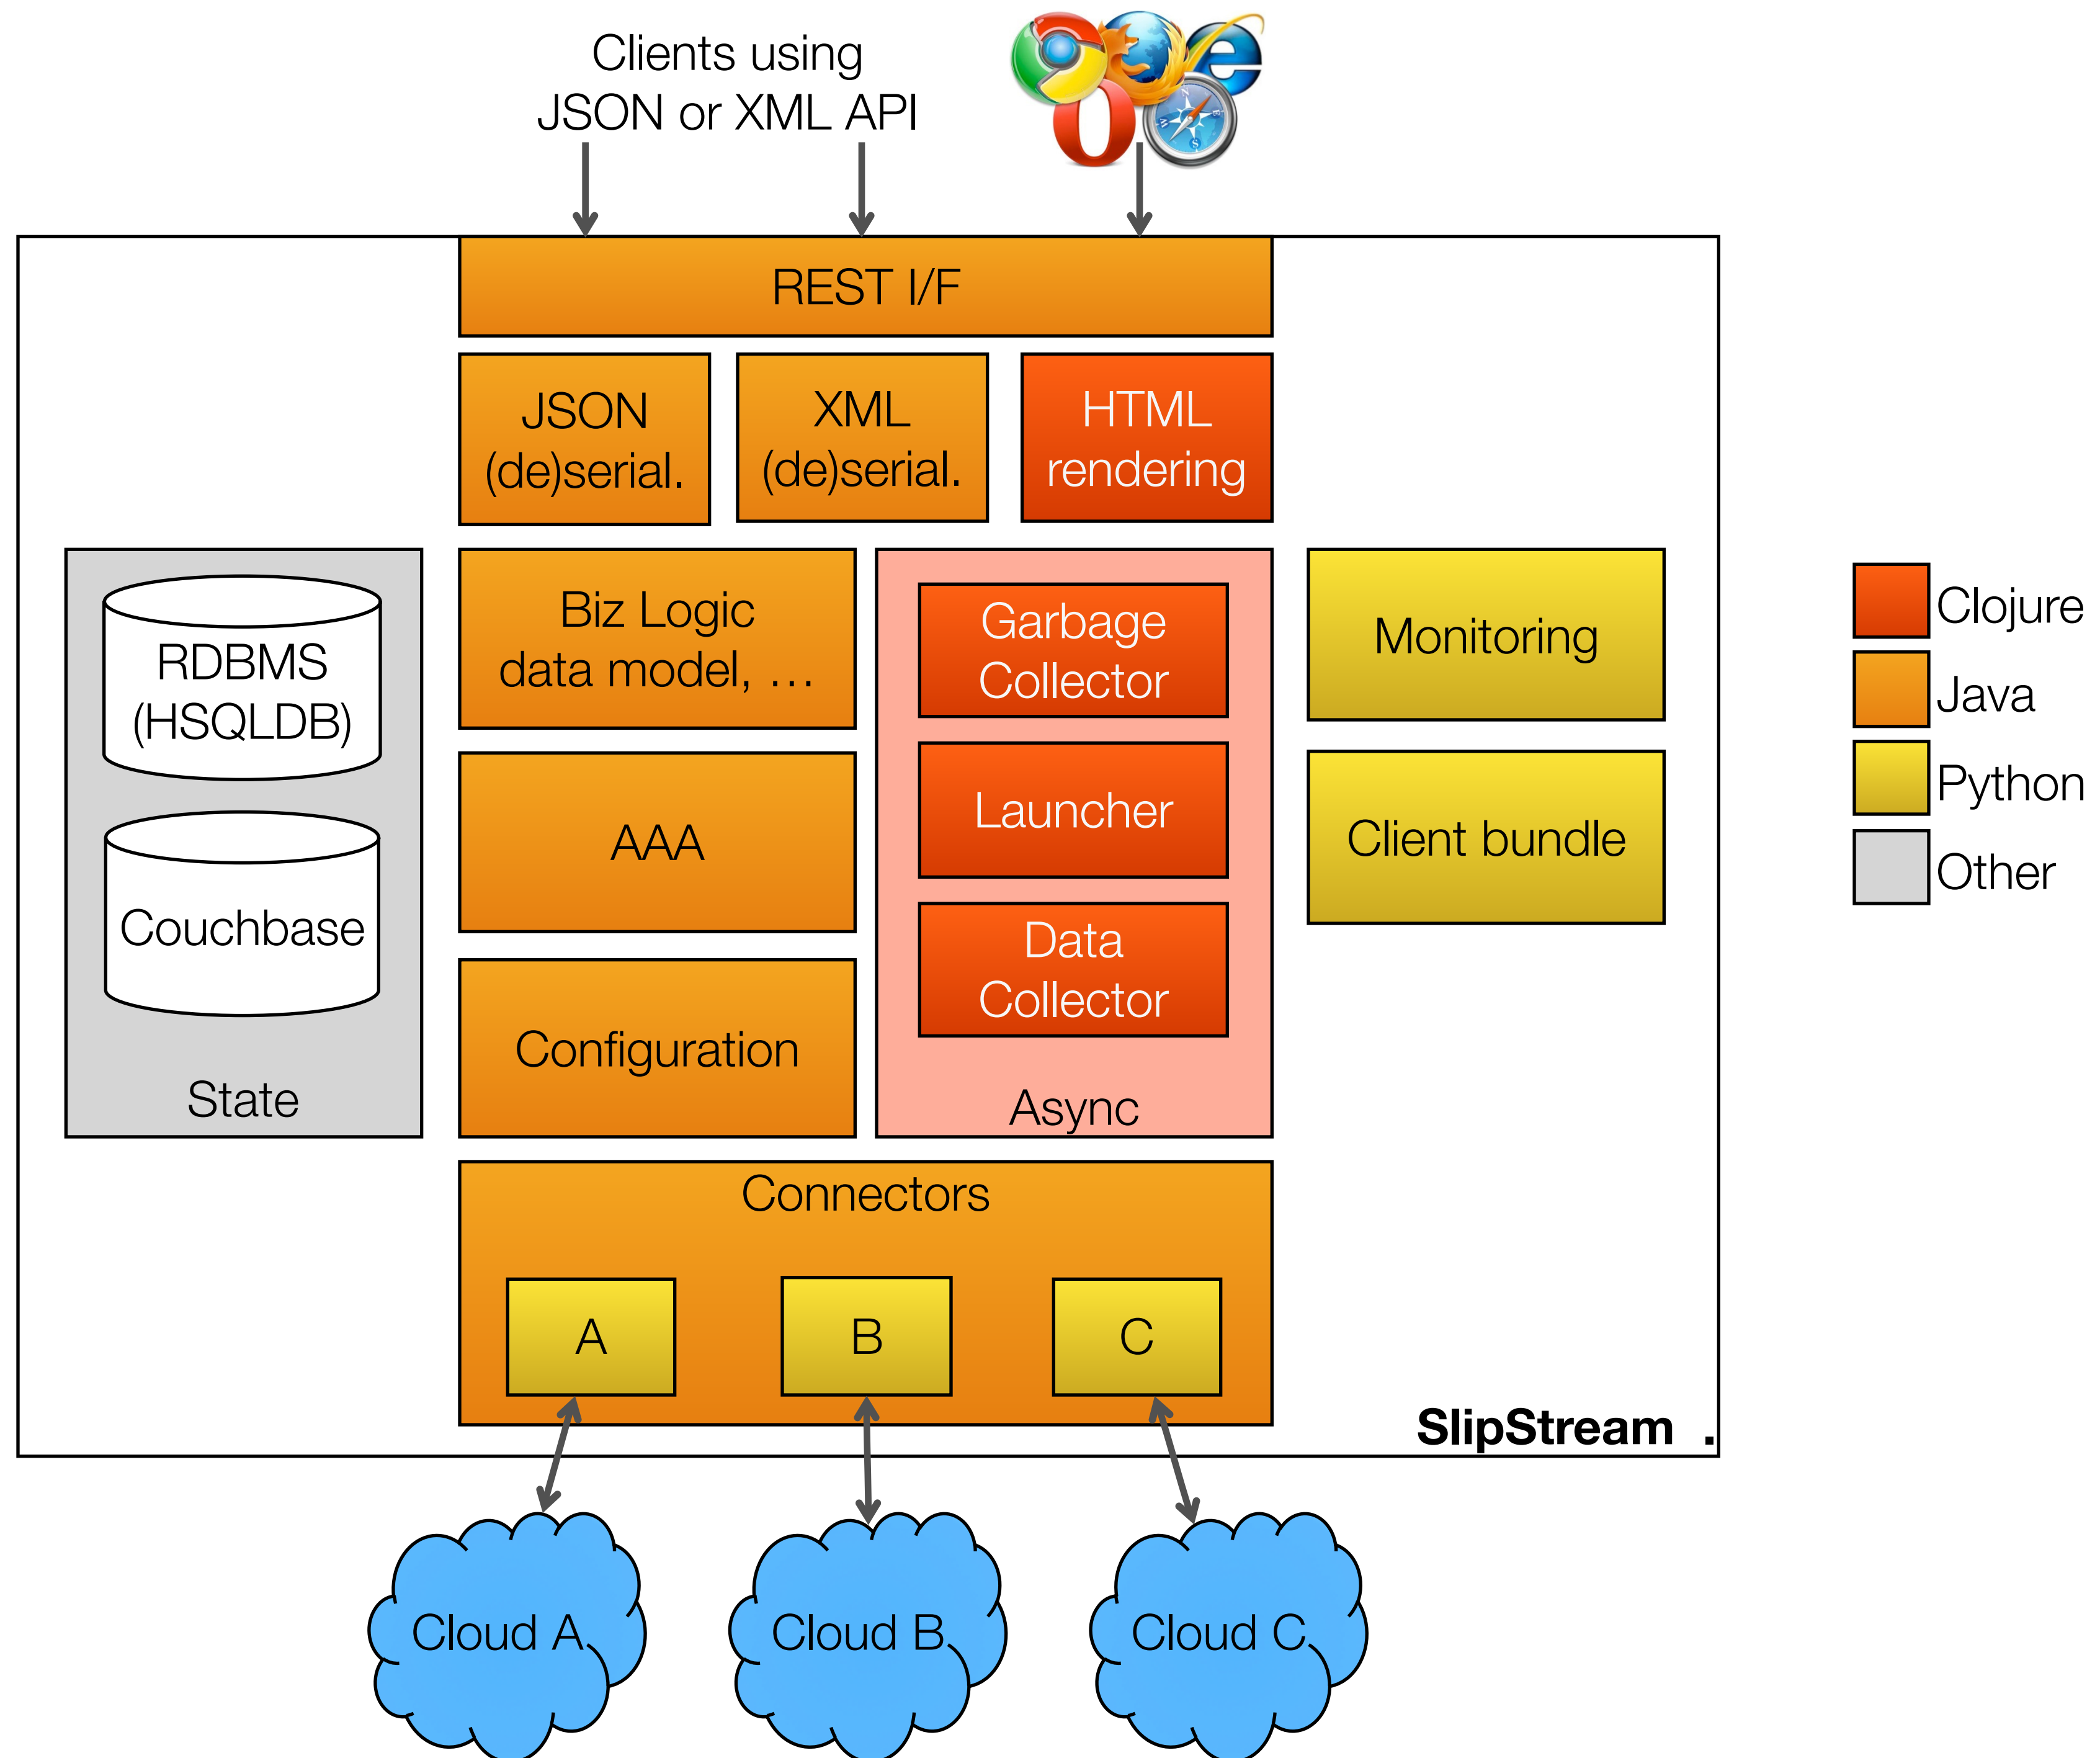 Clients using
JSON or XML API
REST I/F
JSON
(de)serial.
XML
(de)serial.
HTML
rendering
RDBMS
(HSQLDB)
Couchbase
State
Biz Logic
data model, …
AAA
Configuration
Garbage
Collector
Launcher
Data
Collector
Async
Monitoring
Client bundle
Clojure
Java
Python
Other
Connectors
A
B
C
SlipStream .
Cloud A
Cloud B
Cloud C